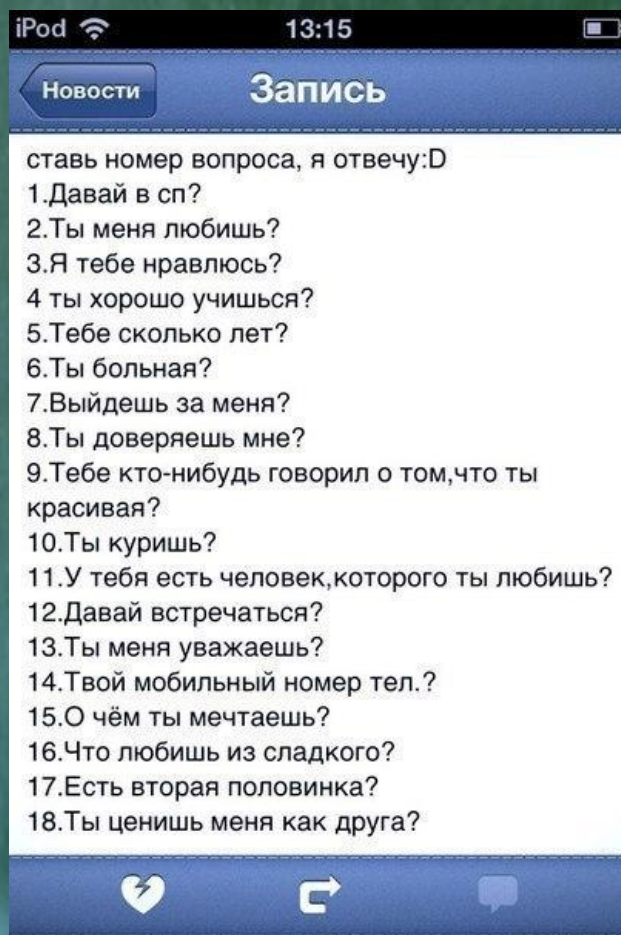 iPod 13:15
Новости Запись
ставь номер вопроса, я отвечу:D
1.Давай в сп?
2.Ты меня любишь?
3.Я тебе нравлюсь?
4 ты хорошо учишься?
5.Тебе сколько лет?
6.Ты больная?
7.Выйдешь за меня?
8.Ты доверяешь мне?
9.Тебе кто-нибудь говорил о том,что ты
красивая?
10.Ты куришь?
11.У тебя есть человек,которого ты любишь?
12.Давай встречаться?
13.Ты меня уважаешь?
14.Твой мобильный номер тел.?
15.О чём ты мечтаешь?
16.Что любишь из сладкого?
17.Есть вторая половинка?
18.Ты ценишь меня как друга?